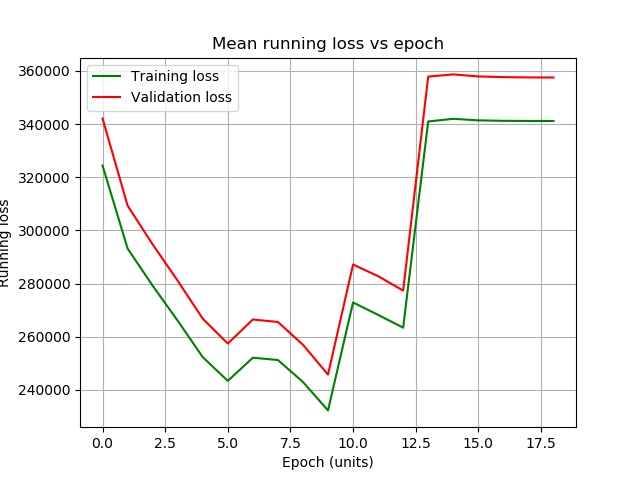 Mean running loss vs epoch
Training loss
Validation loss
360000
340000
320000
300000
280000
260000
240000
Running loss
0.0 2.5 5.0 7.5 10.0 12.5 15.0 17.5
Epoch (units)